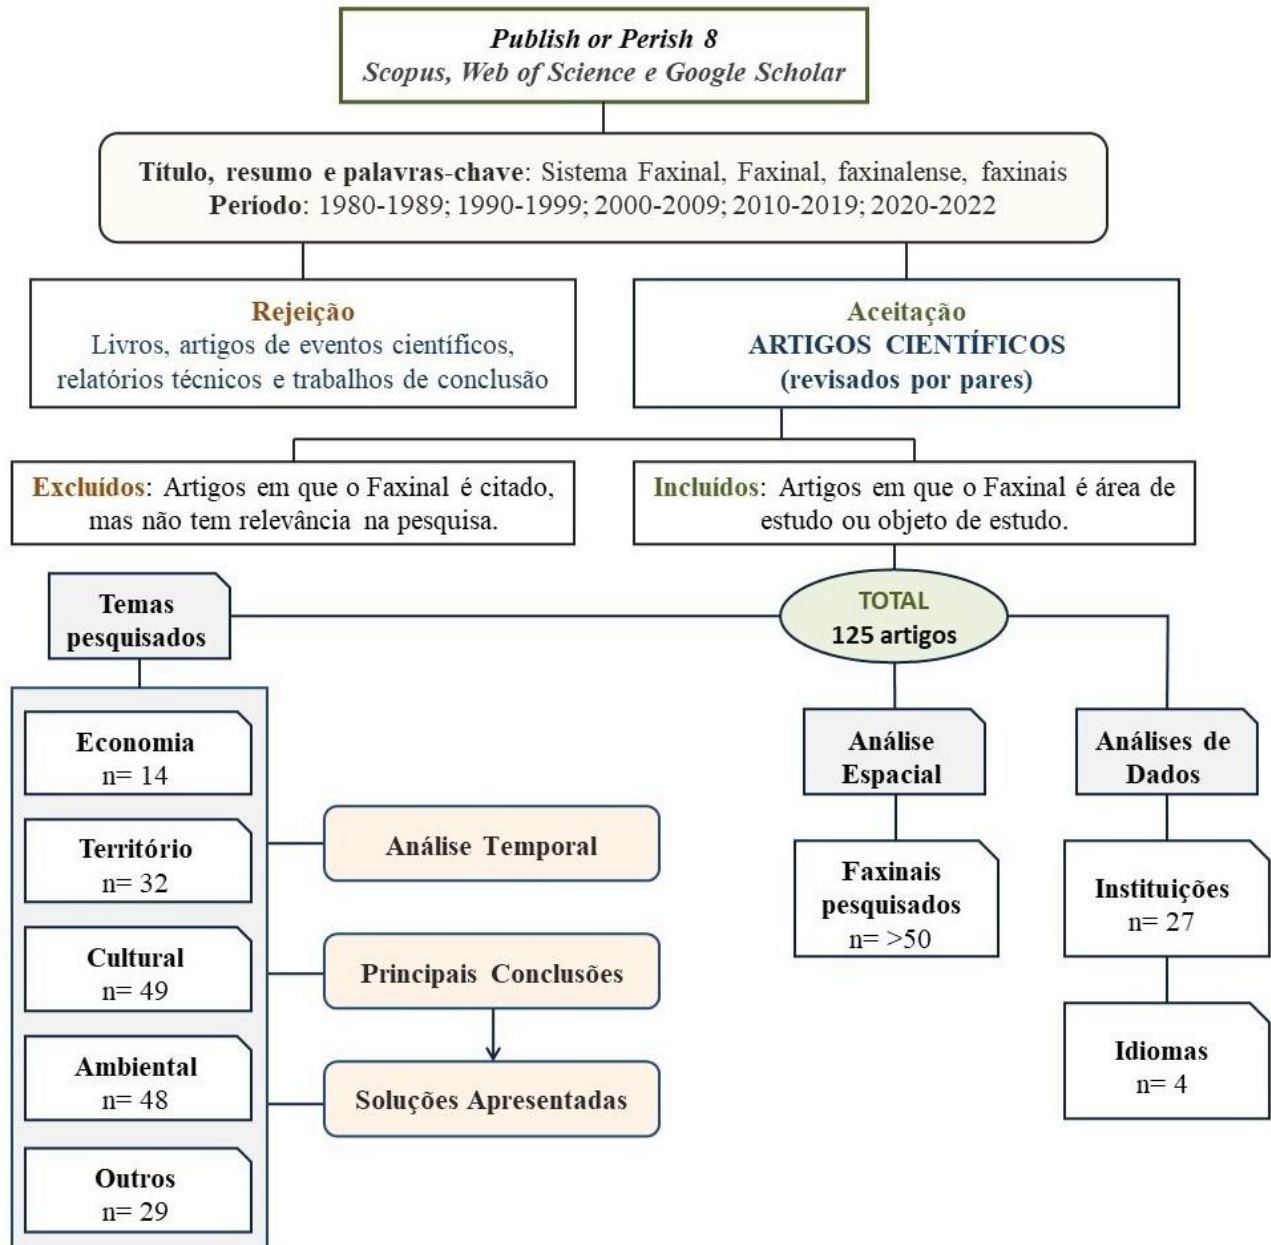 Publish or Perish 8
Scopus, Web of Science e Google Scholar
Título, resumo e palavras-chave: Sistema Faxinal, Faxinal, faxinalense, faxinais
Período: 1980-1989; 1990-1999; 2000-2009; 2010-2019; 2020-2022
Rejeição
Livros, artigos de eventos científicos,
relatórios técnicos e trabalhos de conclusão
Aceitação
ARTIGOS CIENTÍFICOS
(revisados por pares)
Excluídos: Artigos em que o Faxinal é citado,
mas não tem relevância na pesquisa.
Incluídos: Artigos em que o Faxinal é área de
estudo ou objeto de estudo.
TOTAL
125 artigos
Temas
pesquisados
Economia
n= 14
Território
n= 32
Cultural
n= 49
Ambiental
n= 48
Outros
n= 29
Análise Temporal
Principais Conclusões
Soluções Apresentadas
Análise
Espacial
Faxinais
pesquisados
n= >50
Análises de
Dados
Instituições
n= 27
Idiomas
n= 4